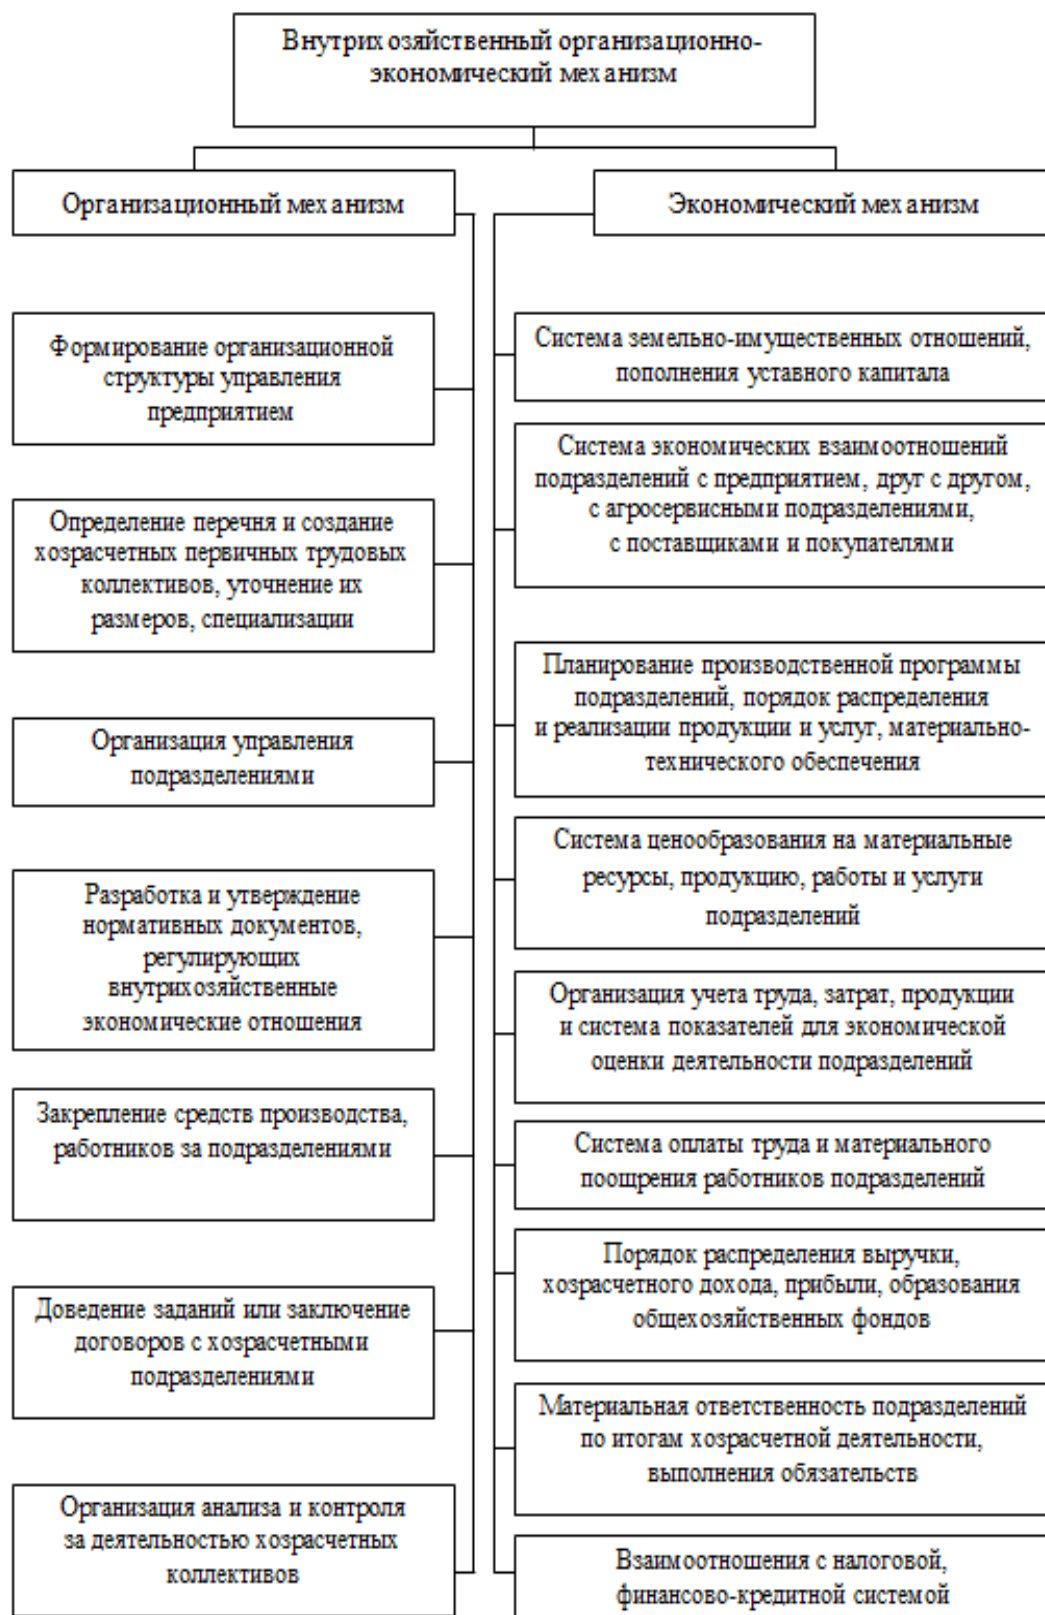 Внутрихозяйственный организационно-
экономический механизм
Организационный механизм
Экономический механизм
Формирование организационной
структуры управления
предприятием
Определение перечня и создание
хозрасчетных первичных трудовых
коллективов, уточнение их
размеров, специализации
Организация управления
подразделениями
Разработка и утверждение
нормативных документов,
регулирующих
внутрихозяйственные
экономические отношения
Закрепление средств производства,
работников за подразделениями
Доведение заданий или заключение
договоров с хозрасчетными
подразделениями
Организация анализа и контроля
за деятельностью хозрасчетных
коллективов
Система земельно-имущественных отношений,
пополнения уставного капитала
Система экономических взаимоотношений
подразделений с предприятием, друг с другом,
с агросервисными подразделениями,
с поставщиками и покупателями
Планирование производственной программы
подразделений, порядок распределения
и реализации продукции и услуг, материально-
технического обеспечения
Система ценообразования на материальные
ресурсы, продукцию, работы и услуги
подразделений
Организация учета труда, затрат, продукции
и система показателей для экономической
оценки деятельности подразделений
Система оплаты труда и материального
поощрения работников подразделений
Порядок распределения выручки,
хозрасчетного дохода, прибыли, образования
общехозяйственных фондов
Материальная ответственность подразделений
по итогам хозрасчетной деятельности,
выполнения обязательств
Взаимоотношения с налоговой,
финансово-кредитной системой